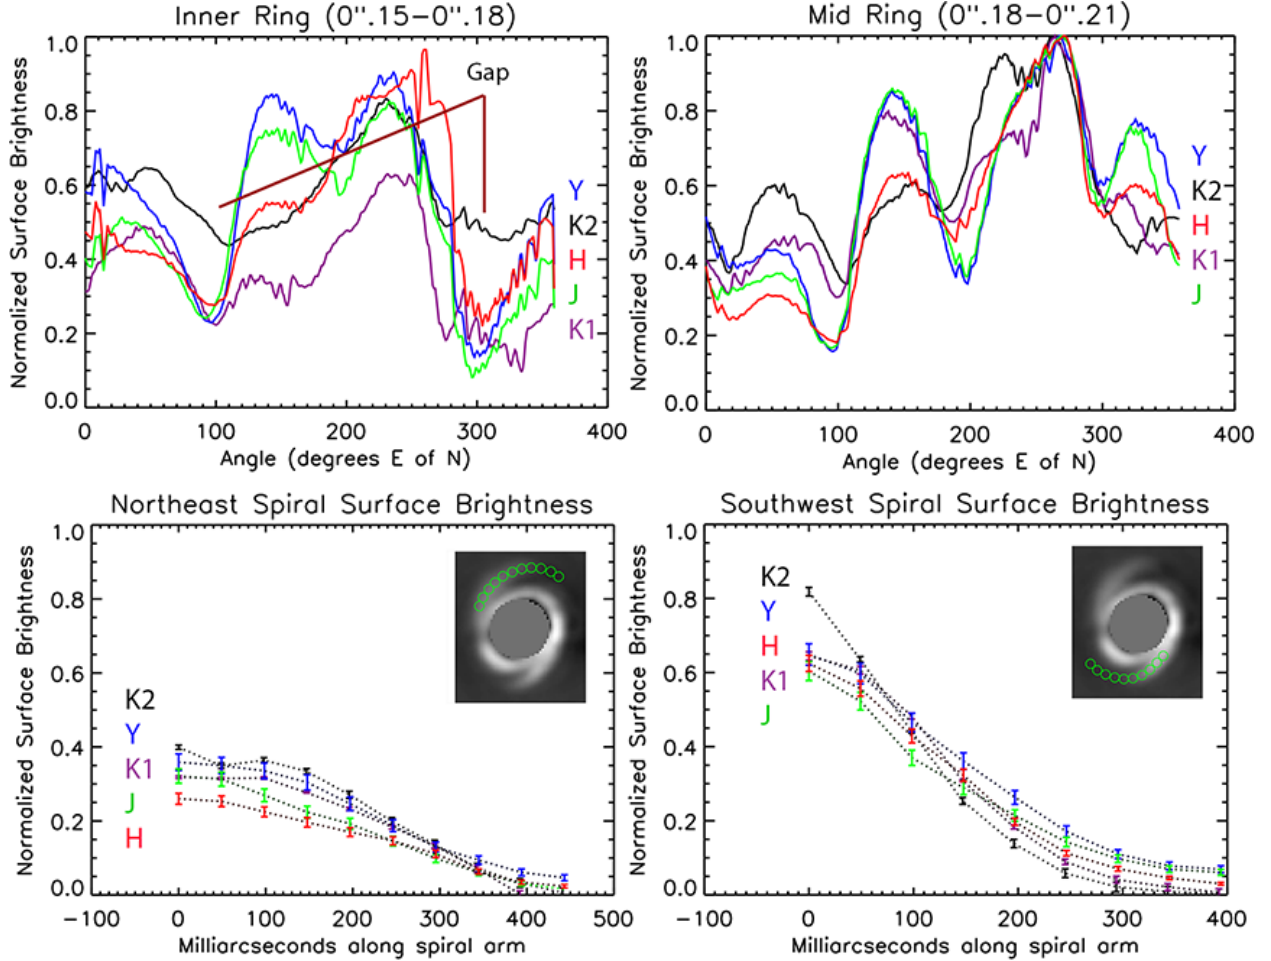 Inner Ring (0".15−0".18)
Normalized Surface Brightness
1.0
0.8
0.6
0.4
0.2
0.0
Gap
Y
K2
H
J
K1
0 100 200 300 400
Angle (degrees E of N)
Mid Ring (0".18−0".21)
Normalized Surface Brightness
1.0
0.8
0.6
0.4
0.2
0.0
Y
K2
H
K1
J
0 100 200 300 400
Angle (degrees E of N)
Northeast Spiral Surface Brightness
Normalized Surface Brightness
1.0
0.8
0.6
0.4
0.2
0.0
K2
Y
K1
J
H
−100 0 100 200 300 400 500
Milliarcseconds along spiral arm
Southwest Spiral Surface Brightness
Normalized Surface Brightness
1.0
0.8
0.6
0.4
0.2
0.0
K2
Y
H
K1
J
−100 0 100 200 300 400
Milliarcseconds along spiral arm